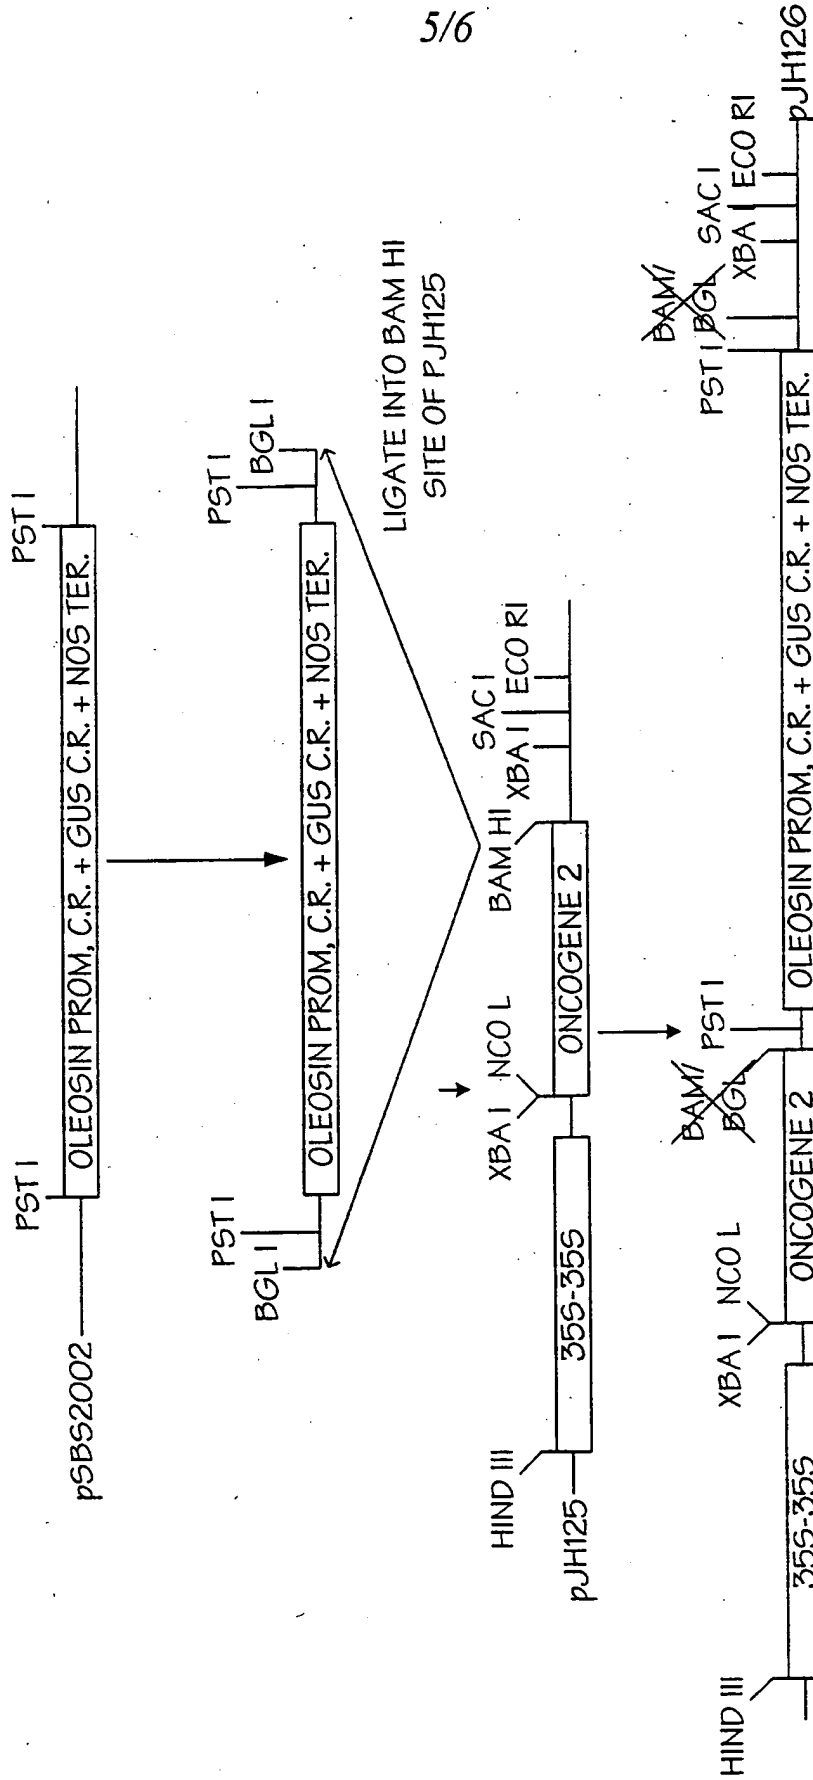 5/6
PST I
PST I
pSBS2002
OLEOSIN PROM, C.R. + GUS C.R. + NOS TER.
PST I
BGL I
PST I
BGL I
OLEOSIN PROM, C.R. + GUS C.R. + NOS TER.
LIGATE INTO BAM HI
SITE OF PJH125
HIND III
XBA I
NCO L
BAM HI
XBA I
SAC I
ECO RI
pJH125
35S-35S
ONCOGENE 2
HIND III
XBA I
NCO L
BAM/
BGL
PST I
PST I
BAM/
BGL
XBA I
SAC I
ECO RI
35S-35S
ONCOGENE 2
OLEOSIN PROM, C.R. + GUS C.R. + NOS TER.
pJH126